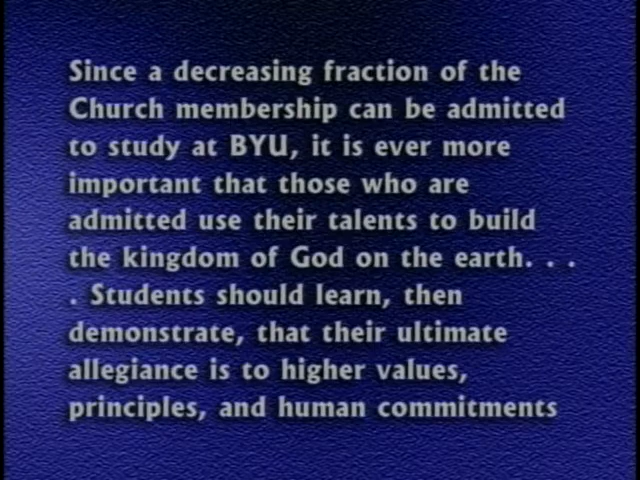 Since a decreasing fraction of the
Church membership can be admitted
to study at BYU, it is ever more
important that those who are
admitted use their talents to build
the kingdom of God on the earth. . .
. Students should learn, then
demonstrate, that their ultimate
allegiance is to higher values,
principles, and human commitments